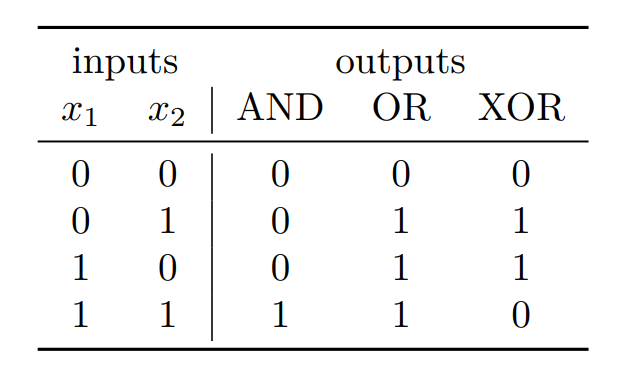 inputs outputs
x₁ x₂ AND OR XOR
0 0 0 0 0
0 1 0 1 1
1 0 0 1 1
1 1 1 1 0